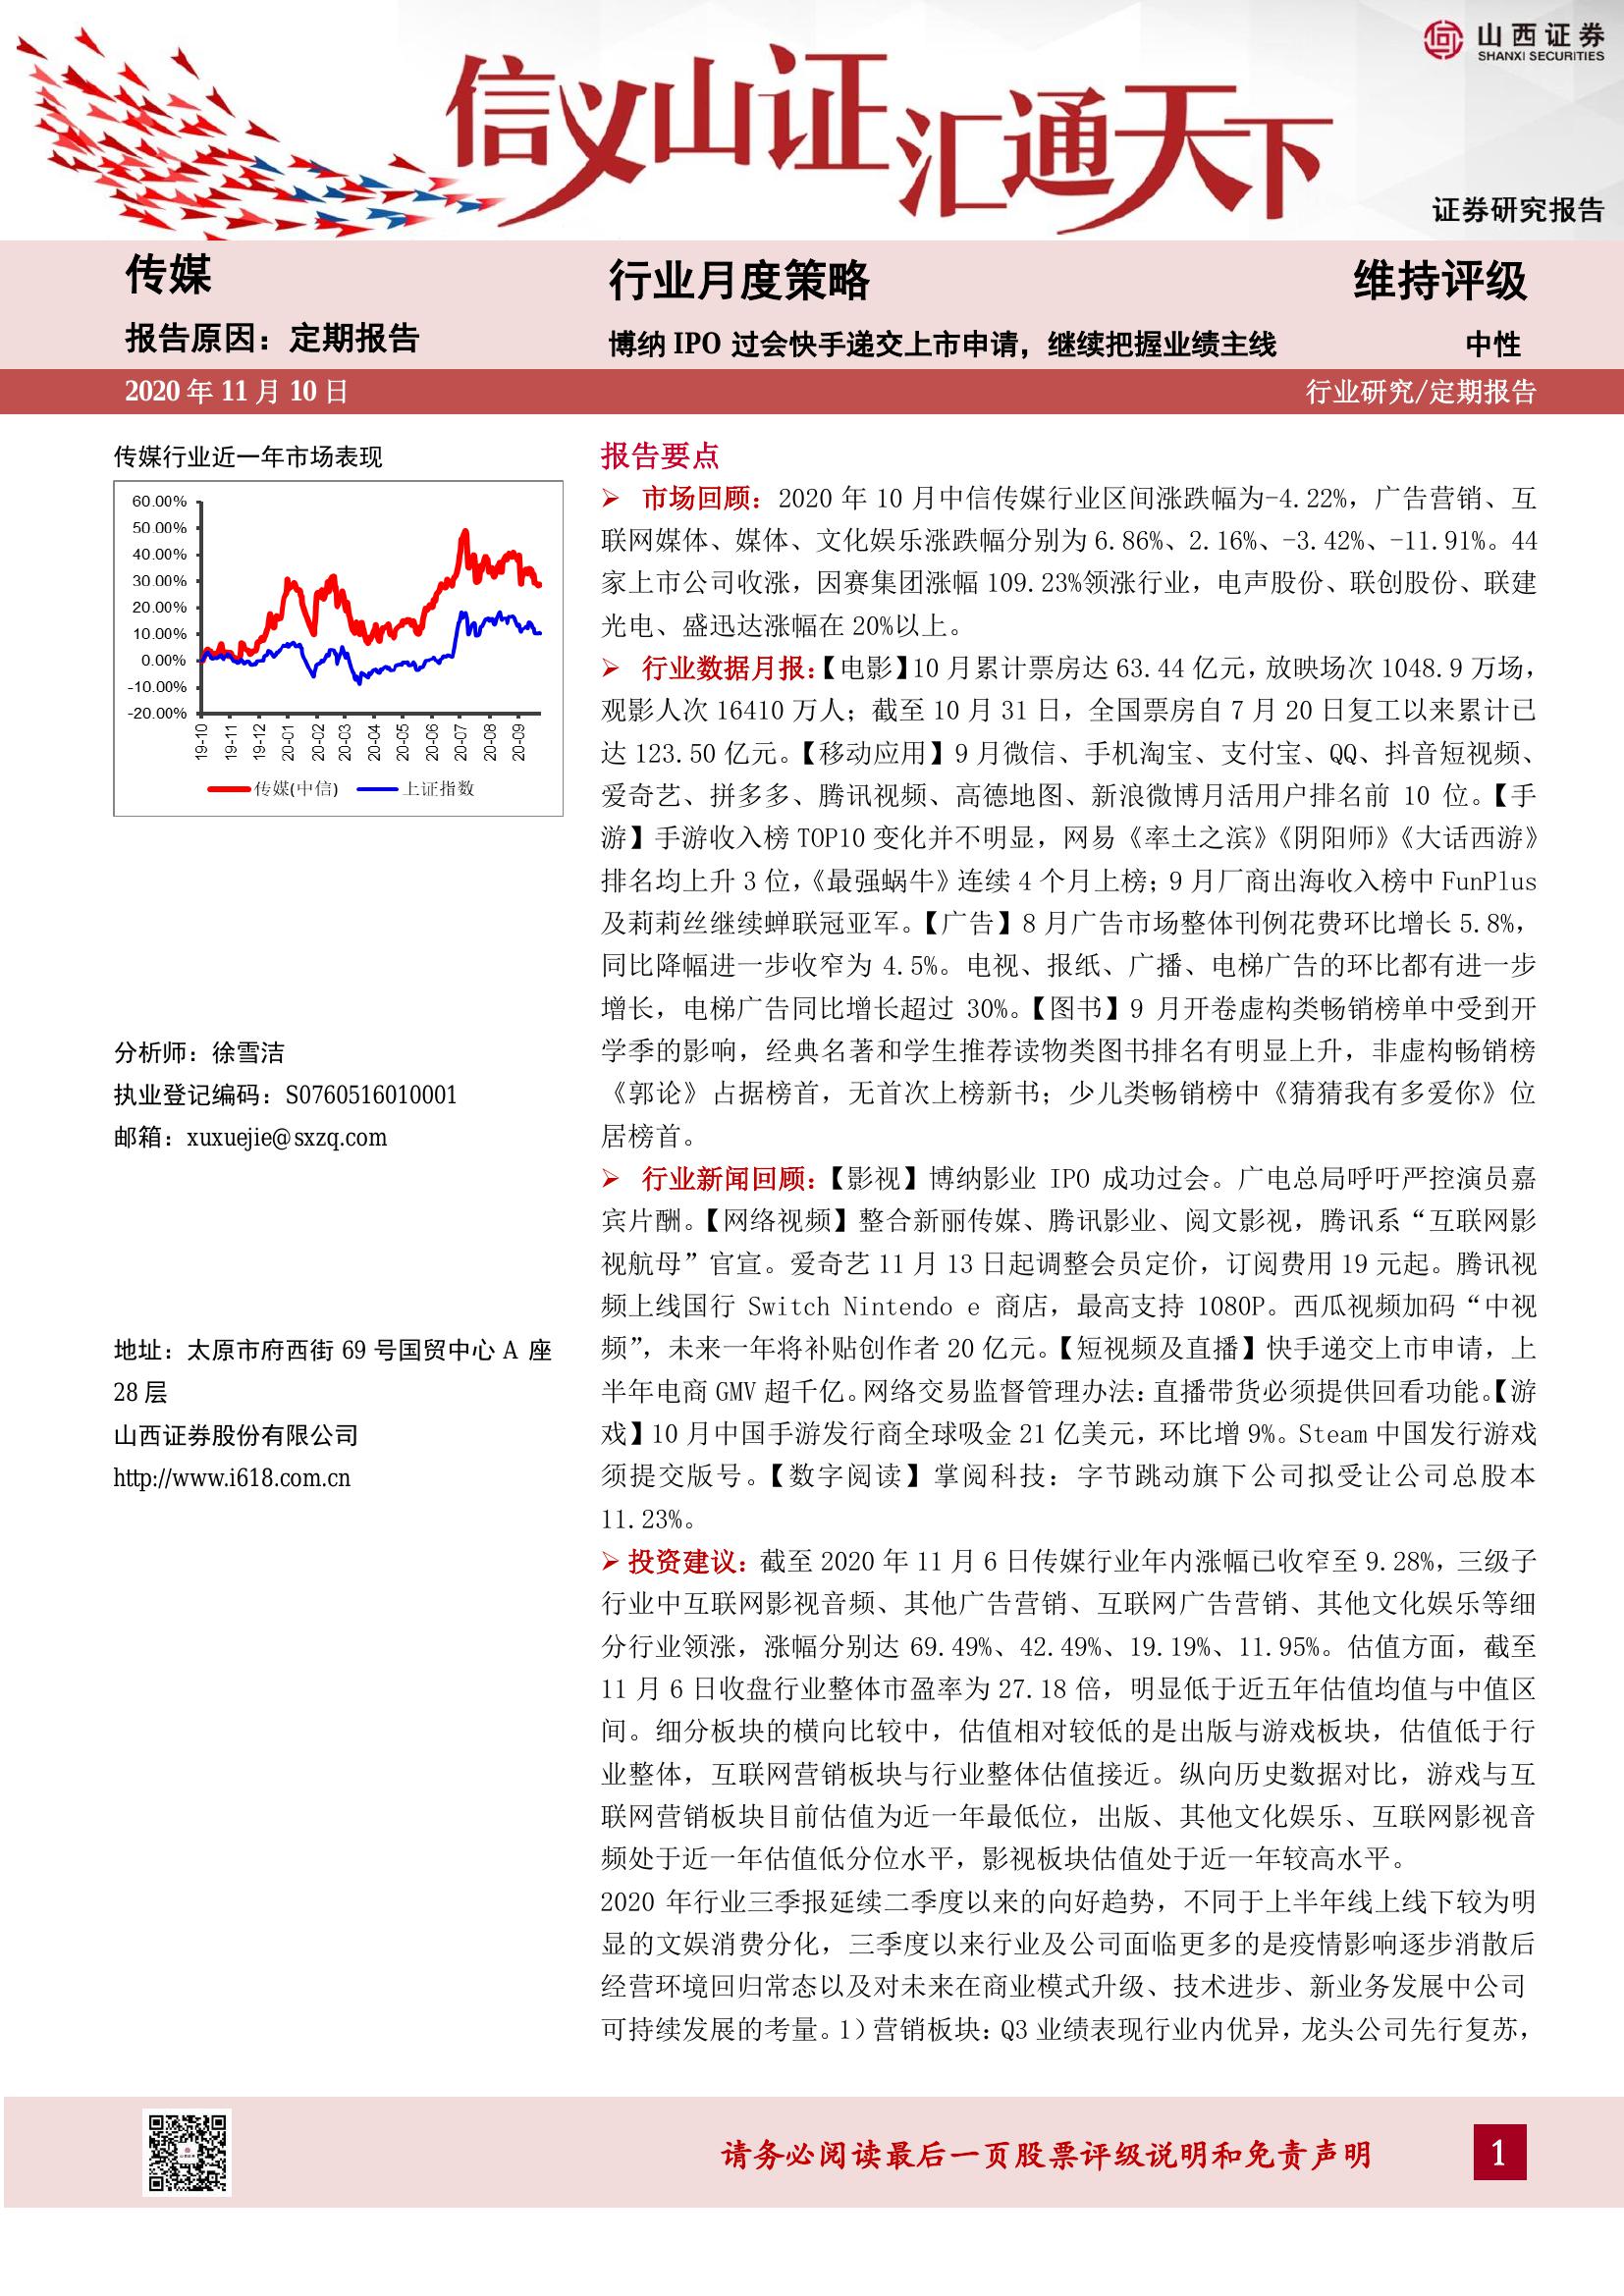 信义山证 汇通天下
山西证券
SHANXI SECURITIES
证券研究报告
传媒
行业月度策略
维持评级
报告原因：定期报告
博纳 IPO 过会快手递交上市申请，继续把握业绩主线
中性
2020 年 11 月 10 日
行业研究/定期报告
传媒行业近一年市场表现
60.00%
50.00%
40.00%
30.00%
20.00%
10.00%
0.00%
-10.00%
-20.00%
19-10
19-11
19-12
20-01
20-02
20-03
20-04
20-05
20-06
20-07
20-08
20-09
传媒(中信)
上证指数
分析师：徐雪洁
执业登记编码：S0760516010001
邮箱：xuxuejie@sxzq.com
地址：太原市府西街 69 号国贸中心 A 座
28 层
山西证券股份有限公司
http://www.i618.com.cn
报告要点
➢ 市场回顾：2020 年 10 月中信传媒行业区间涨跌幅为-4.22%，广告营销、互
联网媒体、媒体、文化娱乐涨跌幅分别为 6.86%、2.16%、-3.42%、-11.91%。44
家上市公司收涨，因赛集团涨幅 109.23%领涨行业，电声股份、联创股份、联建
光电、盛迅达涨幅在 20%以上。
➢ 行业数据月报：【电影】10 月累计票房达 63.44 亿元，放映场次 1048.9 万场，
观影人次 16410 万人；截至 10 月 31 日，全国票房自 7 月 20 日复工以来累计已
达 123.50 亿元。【移动应用】9 月微信、手机淘宝、支付宝、QQ、抖音短视频、
爱奇艺、拼多多、腾讯视频、高德地图、新浪微博月活用户排名前 10 位。【手
游】手游收入榜 TOP10 变化并不明显，网易《率土之滨》《阴阳师》《大话西游》
排名均上升 3 位，《最强蜗牛》连续 4 个月上榜；9 月厂商出海收入榜中 FunPlus
及莉莉丝继续蝉联冠亚军。【广告】8 月广告市场整体刊例花费环比增长 5.8%，
同比降幅进一步收窄为 4.5%。电视、报纸、广播、电梯广告的环比都有进一步
增长，电梯广告同比增长超过 30%。【图书】9 月开卷虚构类畅销榜单中受到开
学季的影响，经典名著和学生推荐读物类图书排名有明显上升，非虚构畅销榜
《郭论》占据榜首，无首次上榜新书；少儿类畅销榜中《猜猜我有多爱你》位
居榜首。
➢ 行业新闻回顾：【影视】博纳影业 IPO 成功过会。广电总局呼吁严控演员嘉
宾片酬。【网络视频】整合新丽传媒、腾讯影业、阅文影视，腾讯系“互联网影
视航母”官宣。爱奇艺 11 月 13 日起调整会员定价，订阅费用 19 元起。腾讯视
频上线国行 Switch Nintendo e 商店，最高支持 1080P。西瓜视频加码“中视
频”，未来一年将补贴创作者 20 亿元。【短视频及直播】快手递交上市申请，上
半年电商 GMV 超千亿。网络交易监督管理办法：直播带货必须提供回看功能。【游
戏】10 月中国手游发行商全球吸金 21 亿美元，环比增 9%。Steam 中国发行游戏
须提交版号。【数字阅读】掌阅科技：字节跳动旗下公司拟受让公司总股本
11.23%。
➢ 投资建议：截至 2020 年 11 月 6 日传媒行业年内涨幅已收窄至 9.28%，三级子
行业中互联网影视音频、其他广告营销、互联网广告营销、其他文化娱乐等细
分行业领涨，涨幅分别达 69.49%、42.49%、19.19%、11.95%。估值方面，截至
11 月 6 日收盘行业整体市盈率为 27.18 倍，明显低于近五年估值均值与中值区
间。细分板块的横向比较中，估值相对较低的是出版与游戏板块，估值低于行
业整体，互联网营销板块与行业整体估值接近。纵向历史数据对比，游戏与互
联网营销板块目前估值为近一年最低位，出版、其他文化娱乐、互联网影视音
频处于近一年估值低分位水平，影视板块估值处于近一年较高水平。
2020 年行业三季报延续二季度以来的向好趋势，不同于上半年线上线下较为明
显的文娱消费分化，三季度以来行业及公司面临更多的是疫情影响逐步消散后
经营环境回归常态以及对未来在商业模式升级、技术进步、新业务发展中公司
可持续发展的考量。1）营销板块：Q3 业绩表现行业内优异，龙头公司先行复苏，
请务必阅读最后一页股票评级说明和免责声明
1